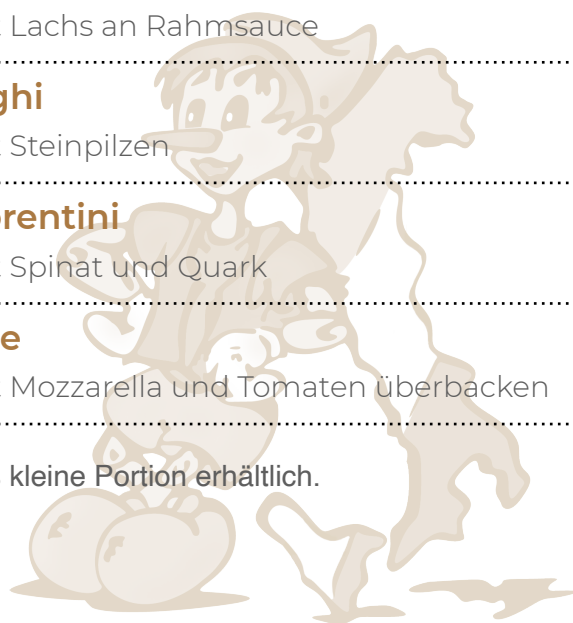 . Lachs an Rahmsauce
ghi
. Steinpilzen
rentini
. Spinat und Quark
e
. Mozzarella und Tomaten überbacken
kleine Portion erhältlich.